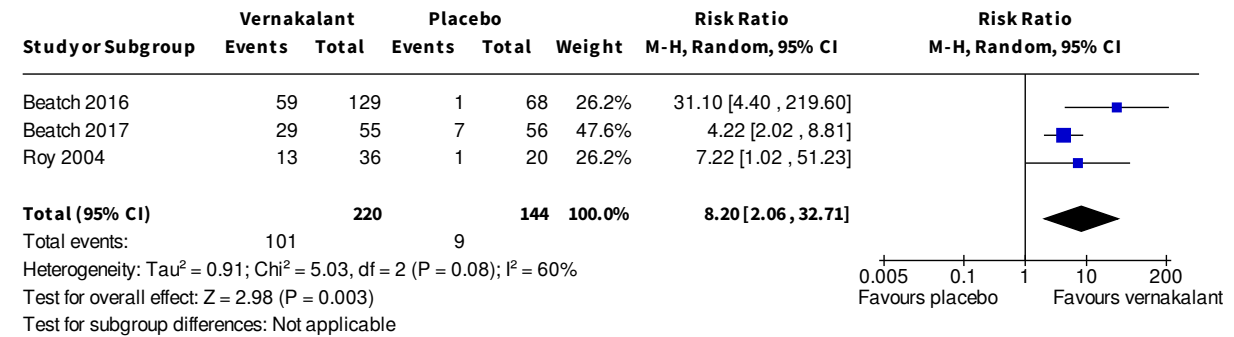 Vernakalant Placebo Risk Ratio Risk Ratio
Study or Subgroup Events Total Events Total Weight M-H, Random, 95% CI M-H, Random, 95% CI
Beatch 2016 59 129 1 68 26.2% 31.10 [4.40 , 219.60]
Beatch 2017 29 55 7 56 47.6% 4.22 [2.02 , 8.81]
Roy 2004 13 36 1 20 26.2% 7.22 [1.02 , 51.23]
Total (95% CI) 220 144 100.0% 8.20 [2.06 , 32.71]
Total events: 101 9
Heterogeneity: Tau² = 0.91; Chi² = 5.03, df = 2 (P = 0.08); I² = 60%
0.005 0.1 1 10 200
Test for overall effect: Z = 2.98 (P = 0.003)
Favours placebo Favours vernakalant
Test for subgroup differences: Not applicable